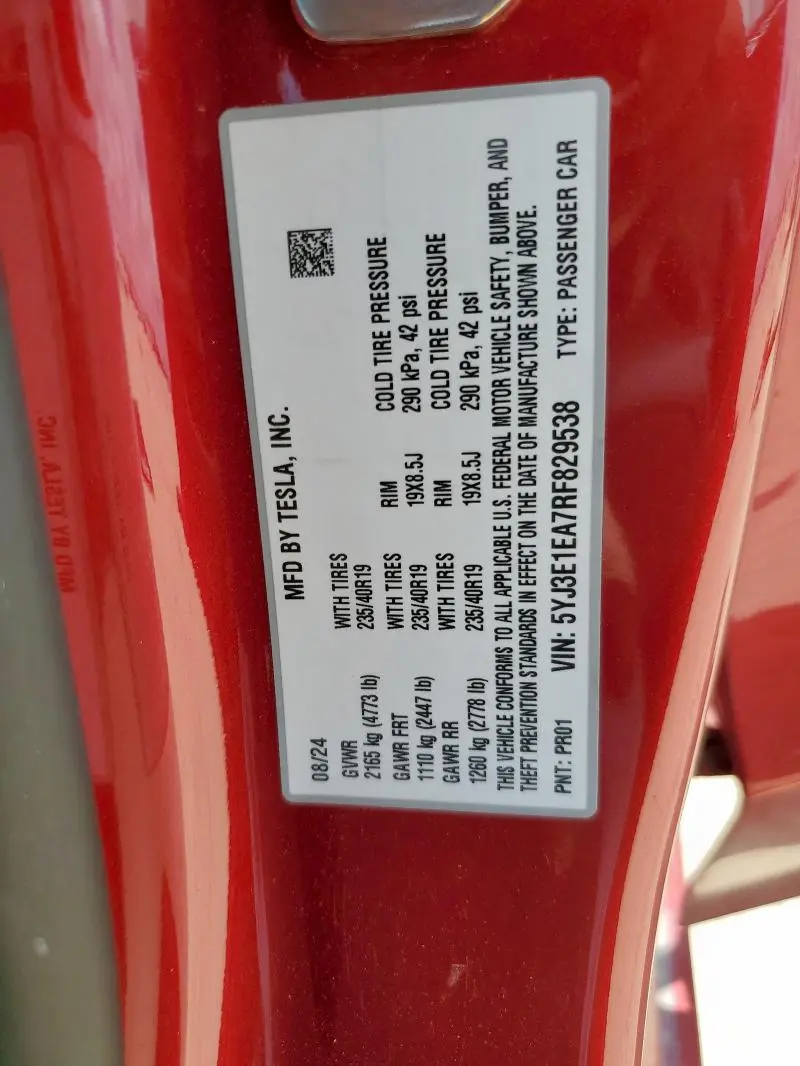 MFD BY TESLA, INC.
08/24
GVWR WITH TIRES
2165 kg (4773 lb) 235/40R19
GAWR FRT WITH TIRES RIM COLD TIRE PRESSURE
1110 kg (2447 lb) 235/40R19 19X8.5J 290 kPa, 42 psi
GAWR RR WITH TIRES RIM COLD TIRE PRESSURE
1260 kg (2778 lb) 235/40R19 19X8.5J 290 kPa, 42 psi
THIS VEHICLE CONFORMS TO ALL APPLICABLE U.S. FEDERAL MOTOR VEHICLE SAFETY, BUMPER, AND
THEFT PREVENTION STANDARDS IN EFFECT ON THE DATE OF MANUFACTURE SHOWN ABOVE.
PNT: PR01 VIN: 5YJ3E1EA7RF829538 TYPE: PASSENGER CAR